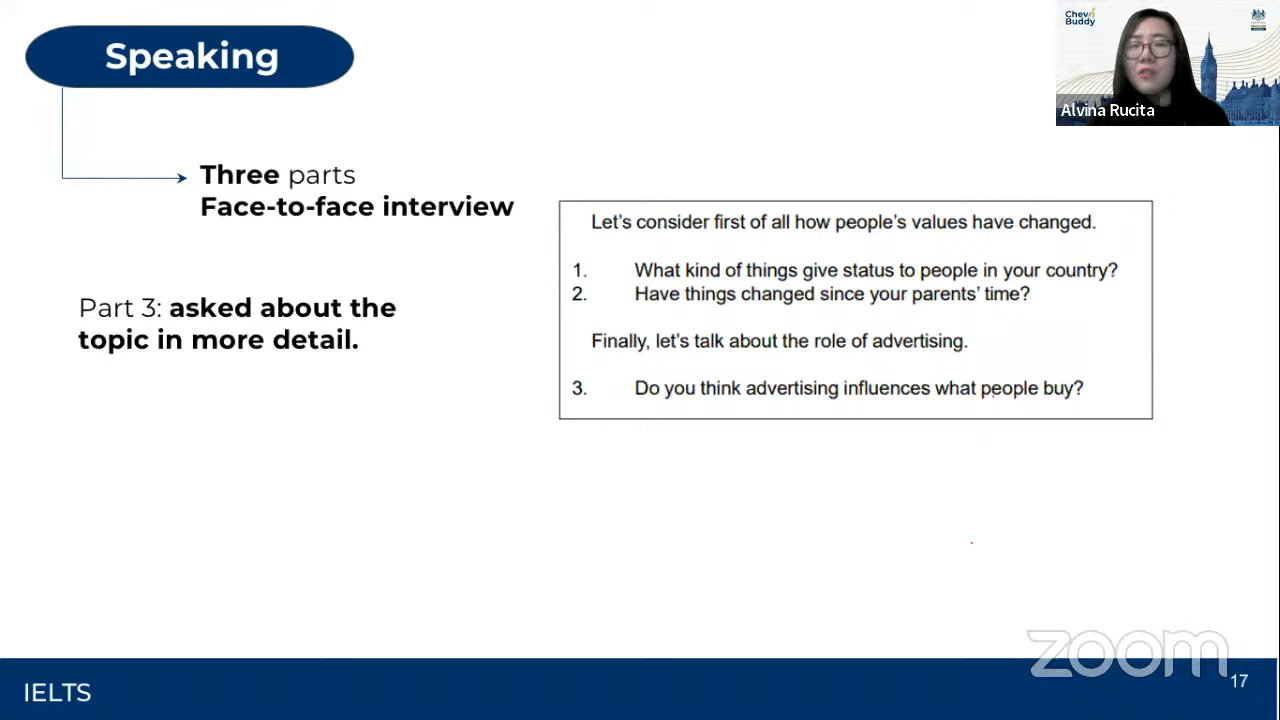 Speaking
Chev
Buddy
Alvina Rucita
Three parts
Face-to-face interview
Part 3: asked about the
topic in more detail.
Let's consider first of all how people's values have changed.
1. What kind of things give status to people in your country?
2. Have things changed since your parents' time?
Finally, let's talk about the role of advertising.
3. Do you think advertising influences what people buy?
zoom
IELTS
17